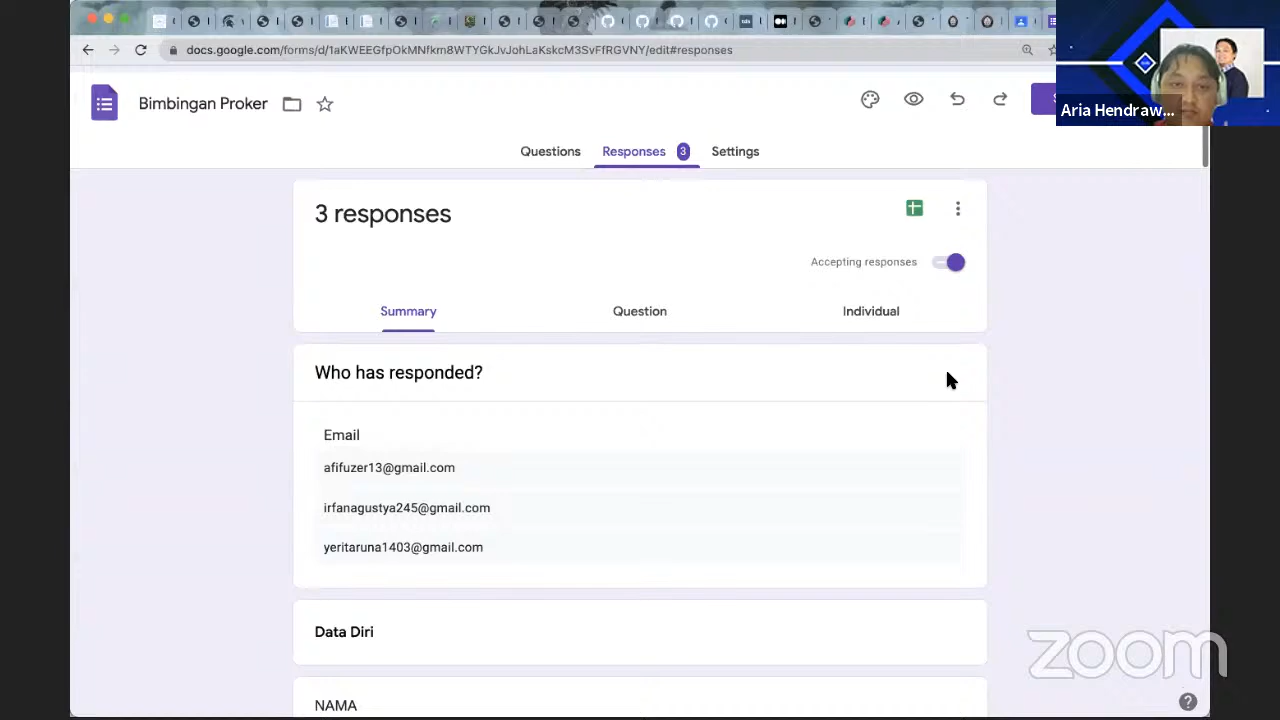 docs.google.com/forms/d/1aKWEEGfpOkMNfkm8WTYGkJvJohLaKskcM3SvFfRGVNY/edit#responses
Aria Hendraw...
Bimbingan Proker
Questions
Responses 3
Settings
3 responses
Accepting responses
Summary
Question
Individual
Who has responded?
Email
afifuzer13@gmail.com
irfanagustya245@gmail.com
yeritaruna1403@gmail.com
Data Diri
NAMA
zoom